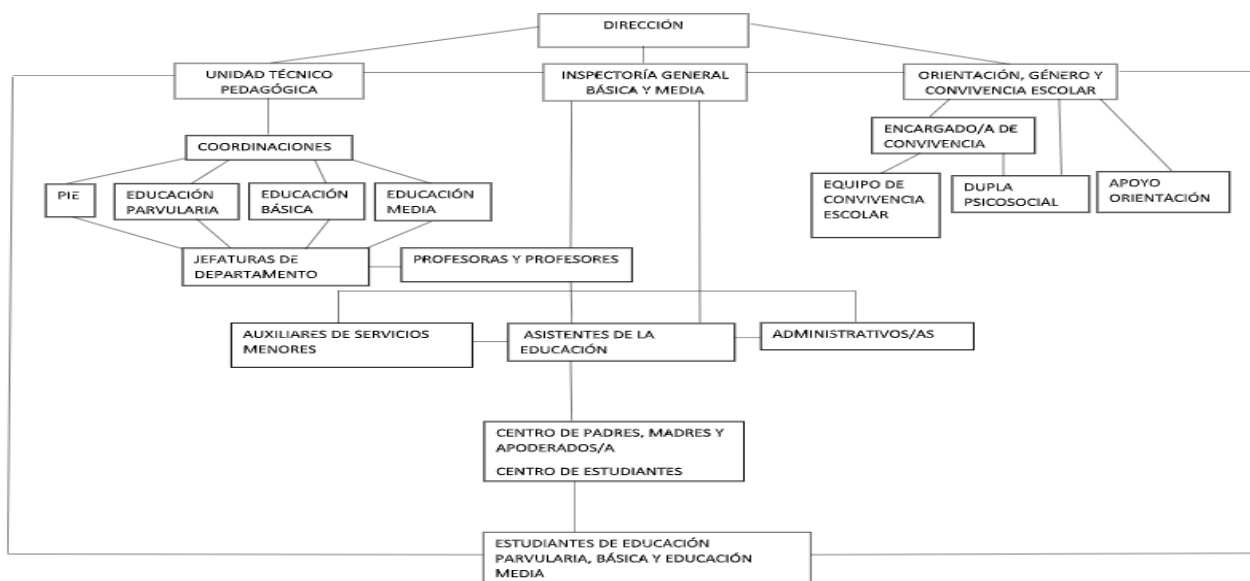 DIRECCIÓN
UNIDAD TÉCNICO
PEDAGÓGICA
INSPECTORÍA GENERAL
BÁSICA Y MEDIA
ORIENTACIÓN, GÉNERO Y
CONVIVENCIA ESCOLAR
COORDINACIONES
ENCARGADO/A DE
CONVIVENCIA
PIE
EDUCACIÓN
PARVULARIA
EDUCACIÓN
BÁSICA
EDUCACIÓN
MEDIA
EQUIPO DE
CONVIVENCIA
ESCOLAR
DUPLA
PSICOSOCIAL
APOYO
ORIENTACIÓN
JEFATURAS DE
DEPARTAMENTO
PROFESORAS Y PROFESORES
AUXILIARES DE SERVICIOS
MENORES
ASISTENTES DE LA
EDUCACIÓN
ADMINISTRATIVOS/AS
CENTRO DE PADRES, MADRES Y
APODERADOS/A
CENTRO DE ESTUDIANTES
ESTUDIANTES DE EDUCACIÓN
PARVULARIA, BÁSICA Y EDUCACIÓN
MEDIA